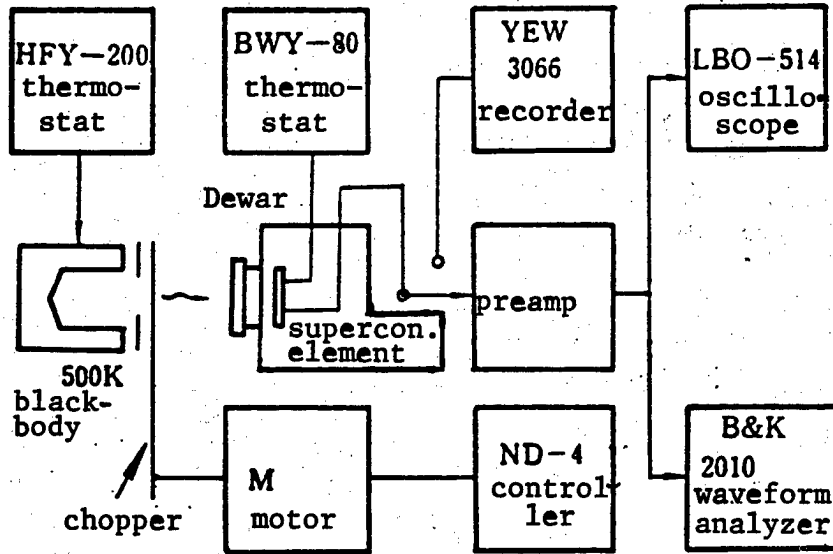 HFY-200
thermo-
stat
BWY-80
thermo-
stat
YEW
3066
recorder
LBO-514
oscillo-
scope
Dewar
supercon.
element
preamp
500K
black-
body
chopper
M
motor
ND-4
control-
ler
B&K
2010
waveform
analyzer